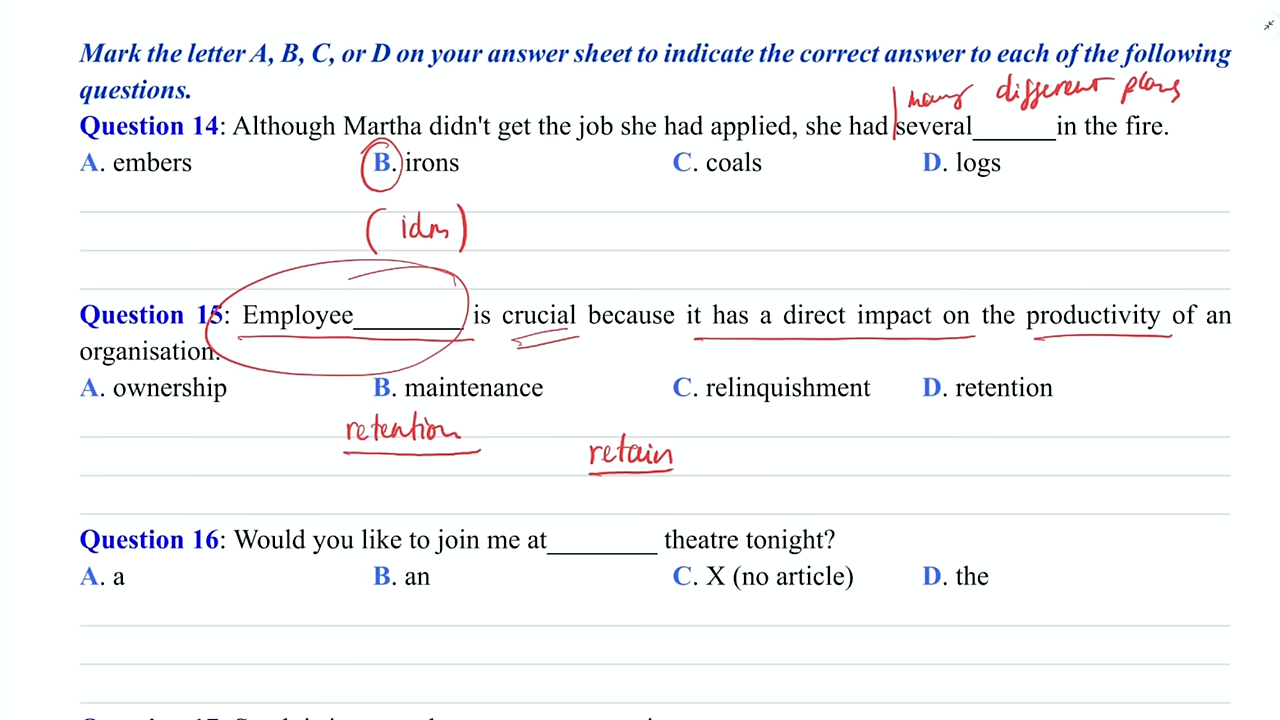 Mark the letter A, B, C, or D on your answer sheet to indicate the correct answer to each of the following
questions.
many different plans
Question 14: Although Martha didn't get the job she had applied, she had several______in the fire.
A. embers B. irons C. coals D. logs
(idm)
Question 15: Employee________ is crucial because it has a direct impact on the productivity of an
organisation.
A. ownership B. maintenance C. relinquishment D. retention
retention
retain
Question 16: Would you like to join me at________ theatre tonight?
A. a B. an C. X (no article) D. the